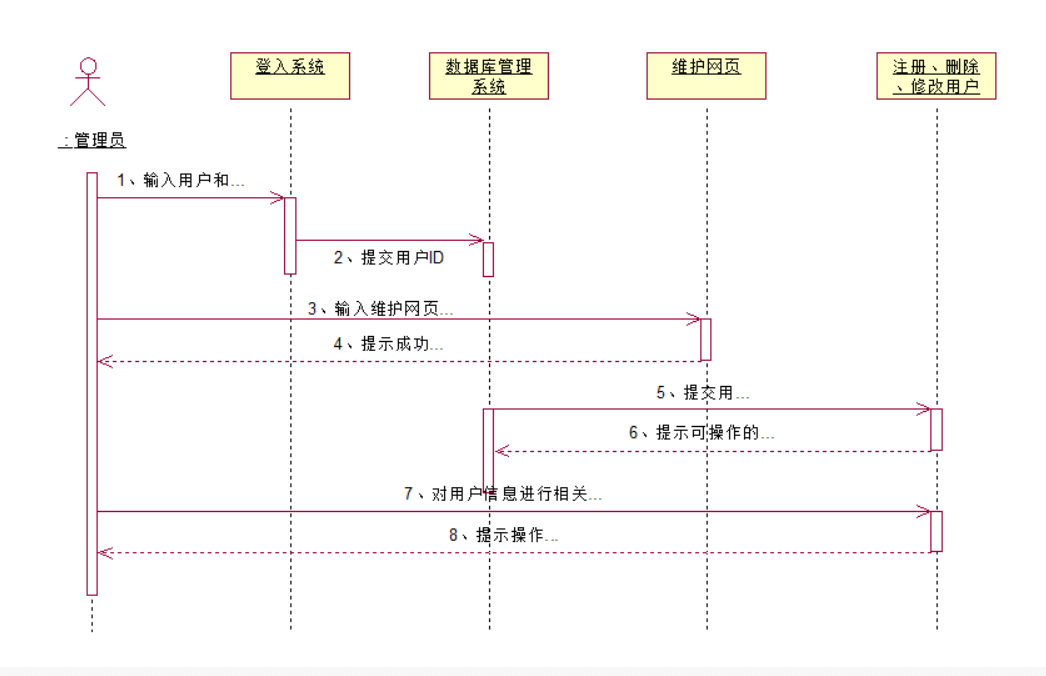 登入系统
数据库管理
系统
维护网页
注册、删除
、修改用户
: 管理员
1、输入用户和...
2、提交用户ID
3、输入维护网页...
4、提示成功...
5、提交用...
6、提示可操作的...
7、对用户信息进行相关...
8、提示操作...